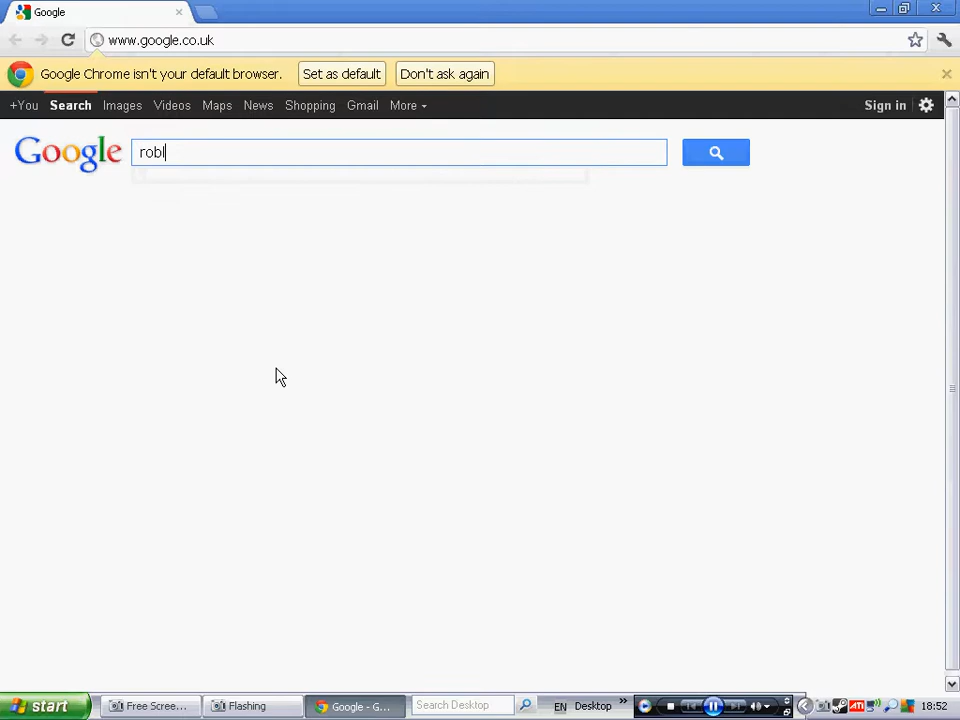 Google
www.google.co.uk
Google Chrome isn't your default browser. Set as default Don't ask again
+You Search Images Videos Maps News Shopping Gmail More Sign in
Google robl
start Free Scree... Flashing Google - G... Search Desktop EN Desktop » ATI 18:52